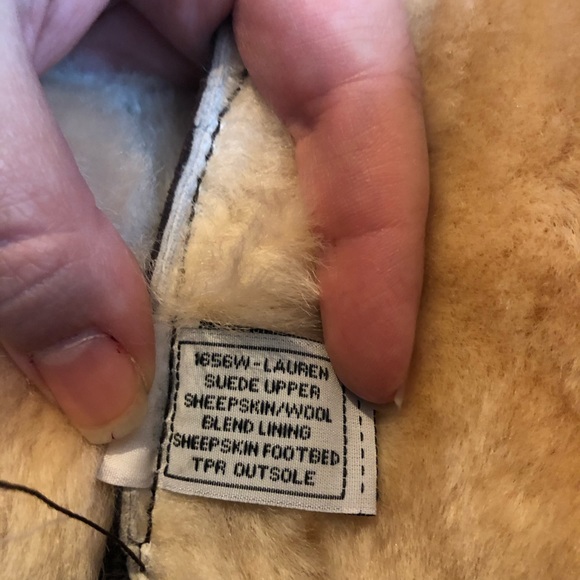 1656W-LAUREN
SUEDE UPPER
SHEEPSKIN/WOOL
BLEND LINING
SHEEPSKIN FOOTBED
TPR OUTSOLE